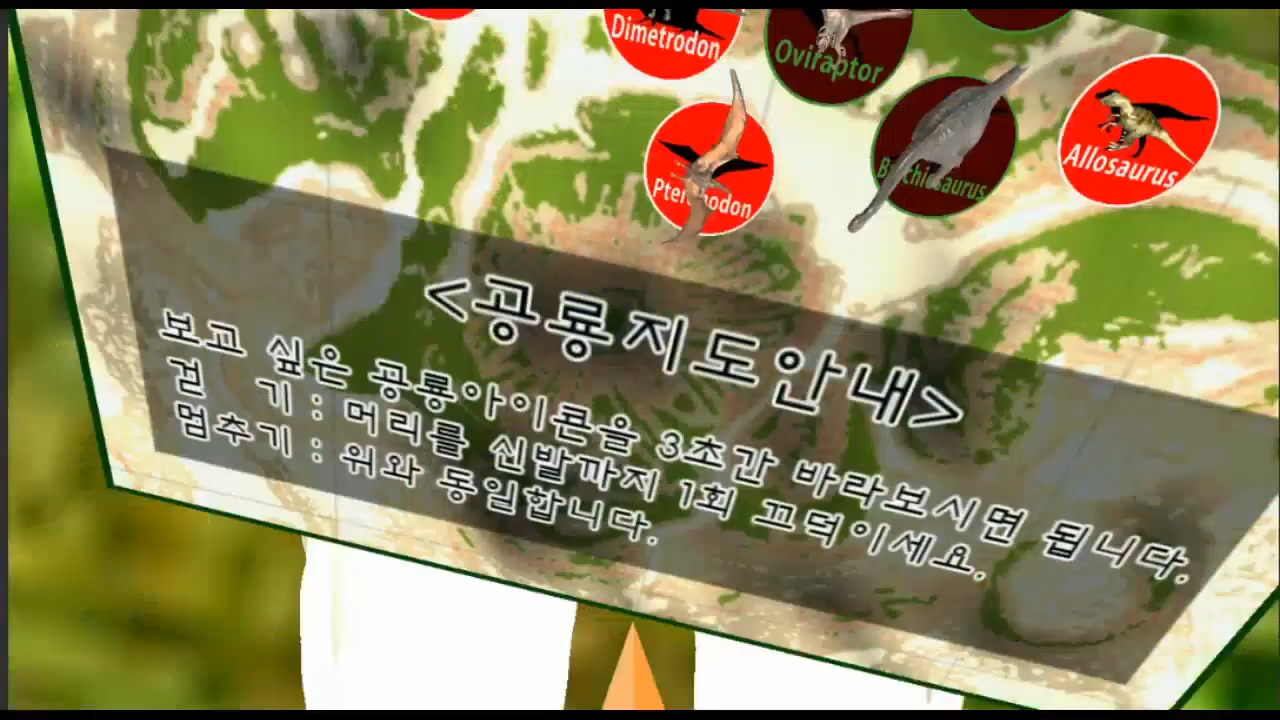 Dimetrodon
Oviraptor
Allosaurus
<공룡지도안내>
보고 싶은 공룡아이콘을 3초간 바라보시면 됩니다.
걷 기 : 머리를 신발까지 1회 끄덕이세요.
멈추기 : 위와 동일합니다.